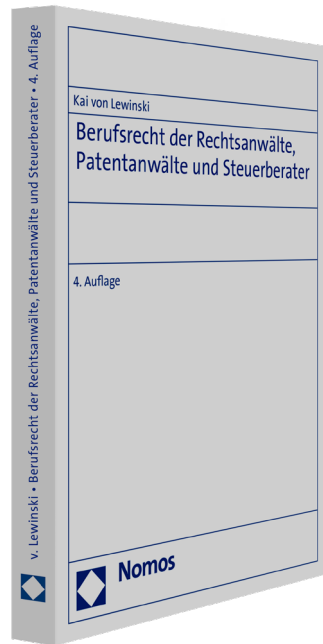 v. Lewinski • Berufsrecht der Rechtsanwälte, Patentanwälte und Steuerberater • 4. Auflage
Kai von Lewinski
Berufsrecht der Rechtsanwälte,
Patentanwälte und Steuerberater
4. Auflage
Nomos